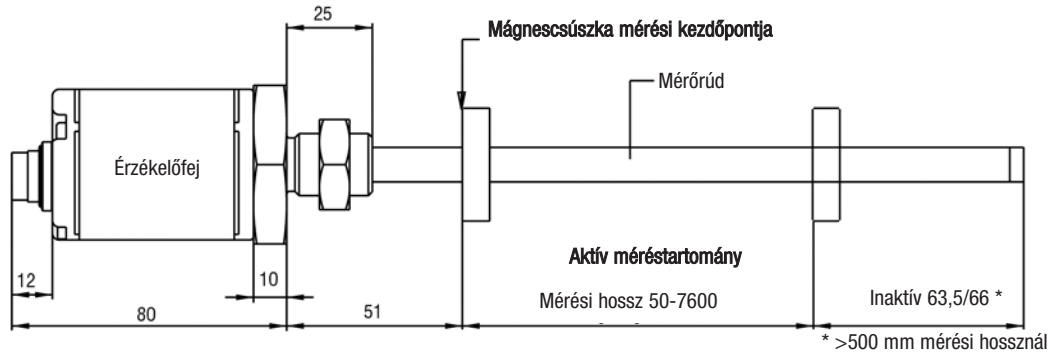 25
Mágnescsúszka mérési kezdőpontja
Mérőrúd
Érzékelőfej
Aktív méréstartomány
12
10
Mérési hossz 50-7600
Inaktív 63,5/66 *
80
51
* >500 mm mérési hossznál